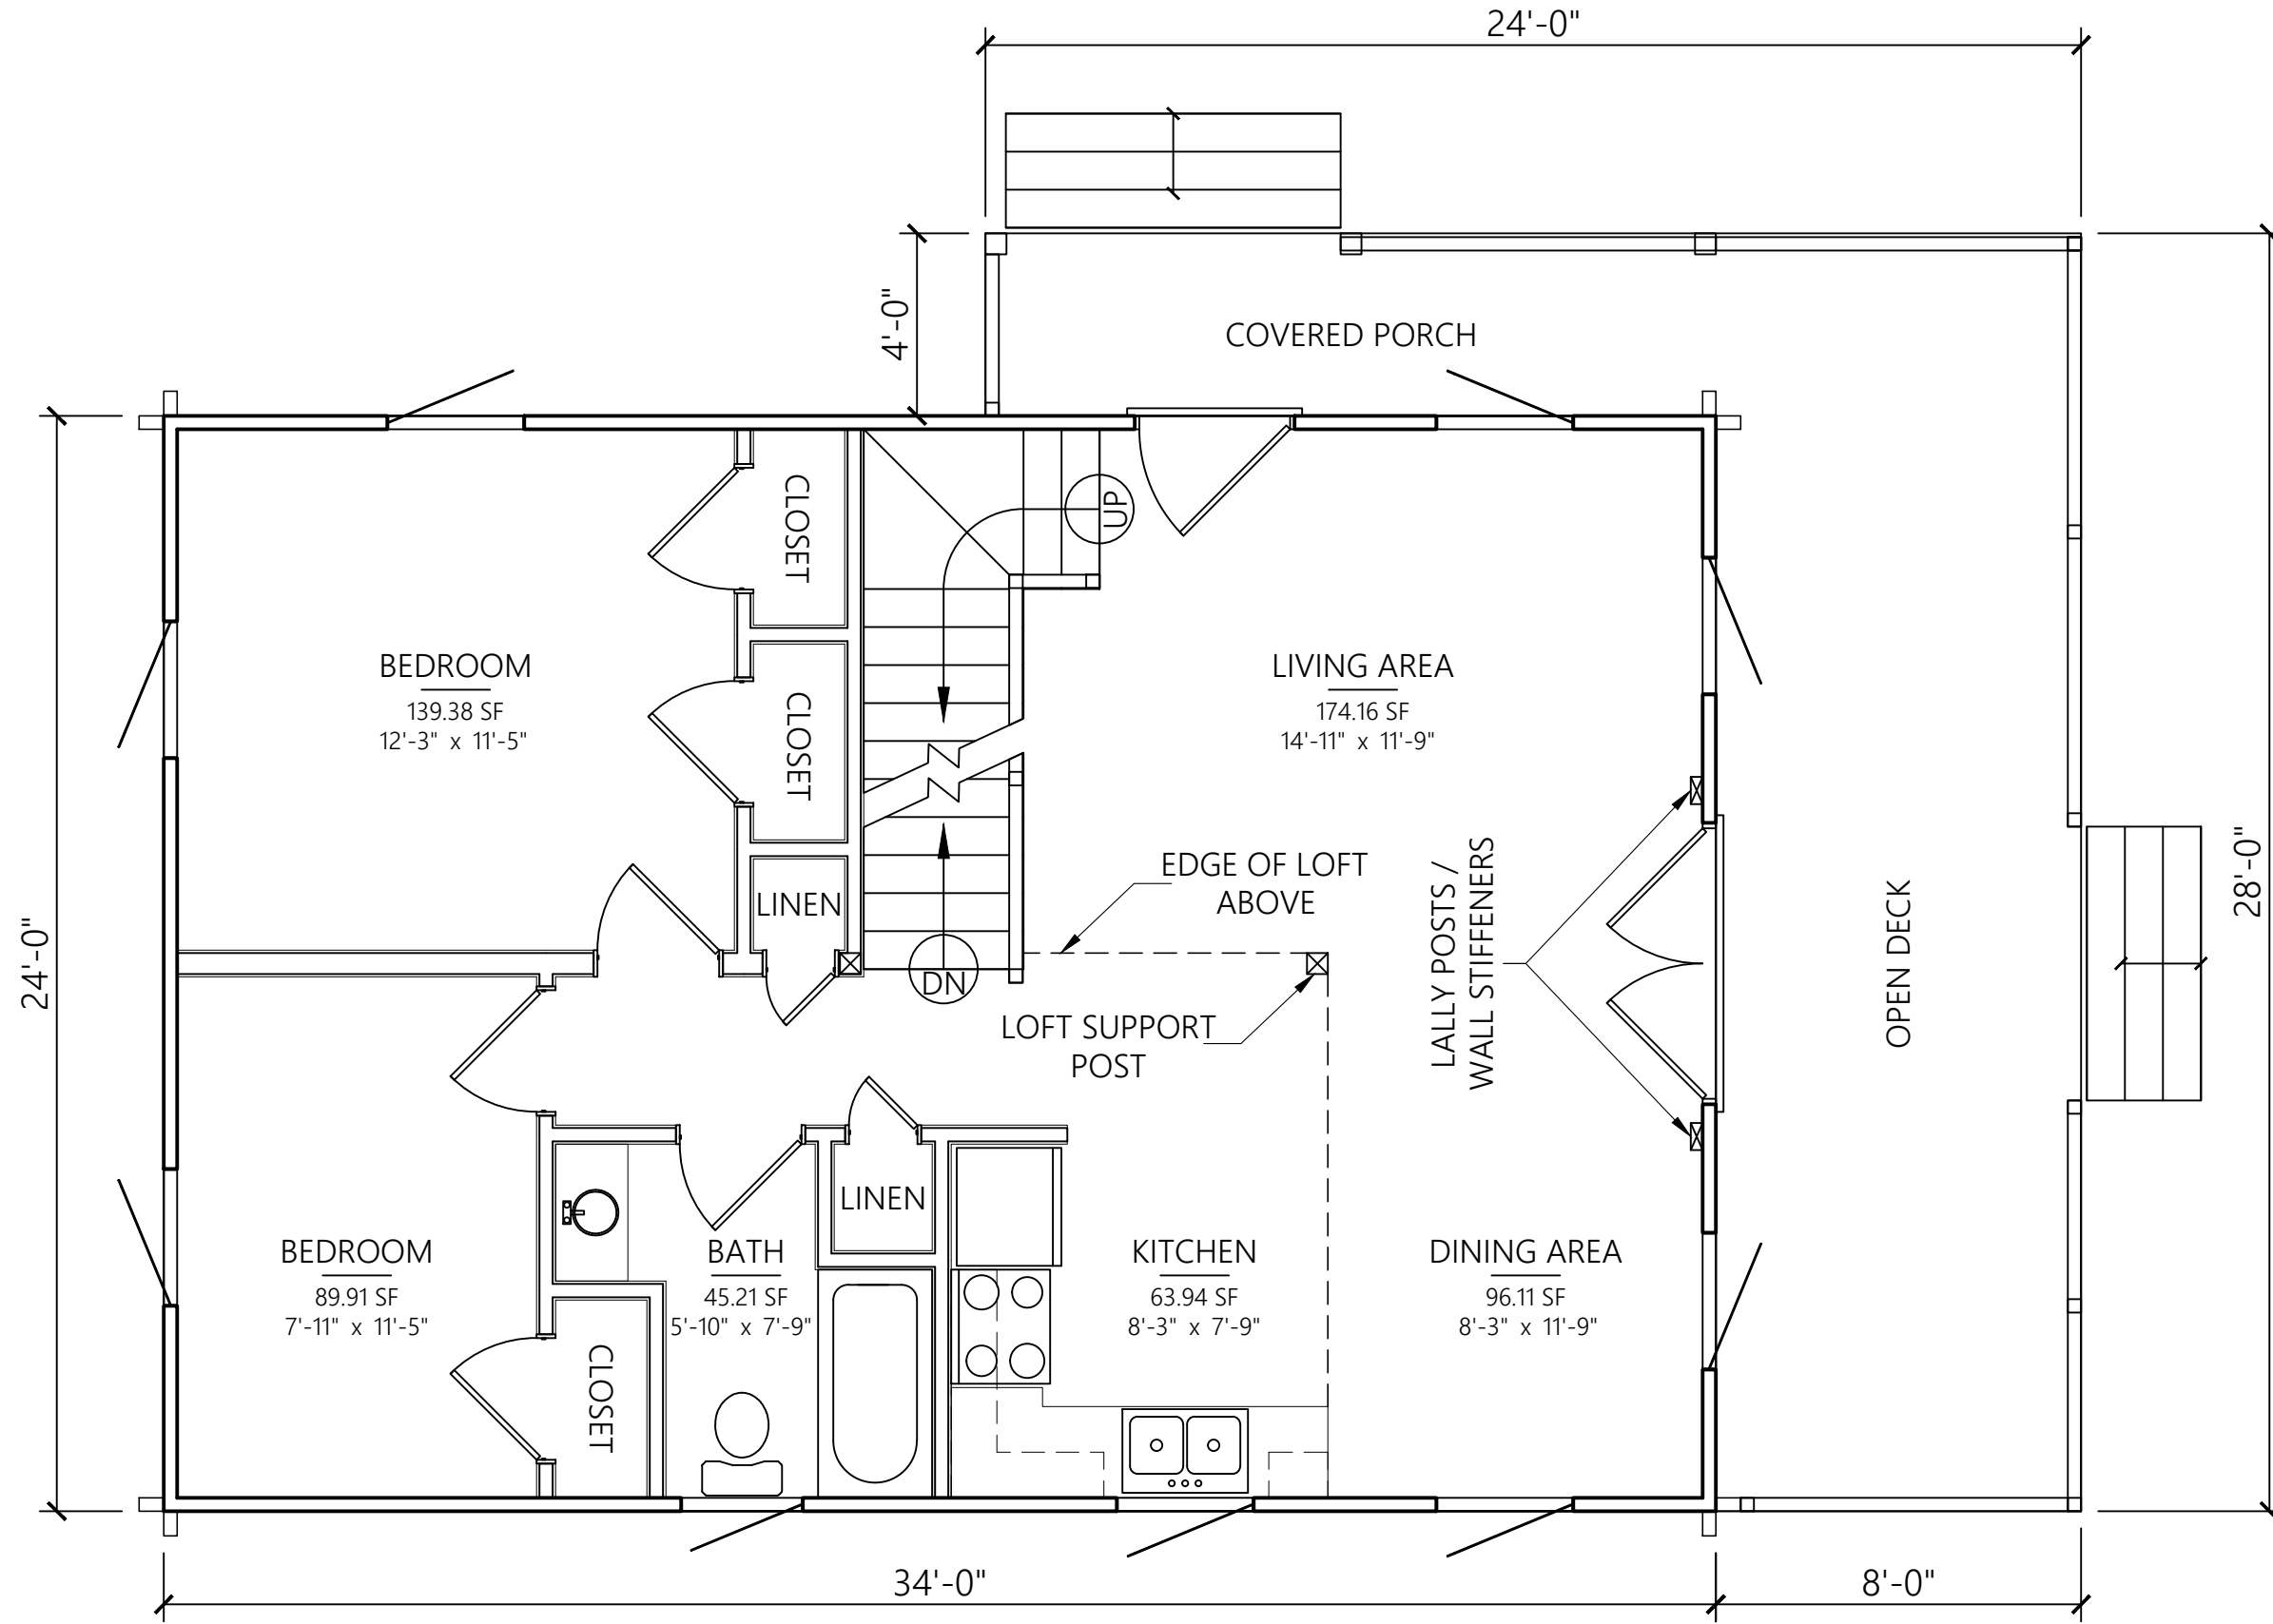 24'-0"
4'-0"
COVERED PORCH
CLOSET
UP
BEDROOM
139.38 SF
12'-3" x 11'-5"
CLOSET
LIVING AREA
174.16 SF
14'-11" x 11'-9"
LINEN
EDGE OF LOFT
ABOVE
LALLY POSTS /
WALL STIFFENERS
OPEN DECK
28'-0"
24'-0"
DN
LOFT SUPPORT
POST
LINEN
BEDROOM
89.91 SF
7'-11" x 11'-5"
BATH
45.21 SF
5'-10" x 7'-9"
KITCHEN
63.94 SF
8'-3" x 7'-9"
DINING AREA
96.11 SF
8'-3" x 11'-9"
CLOSET
34'-0"
8'-0"